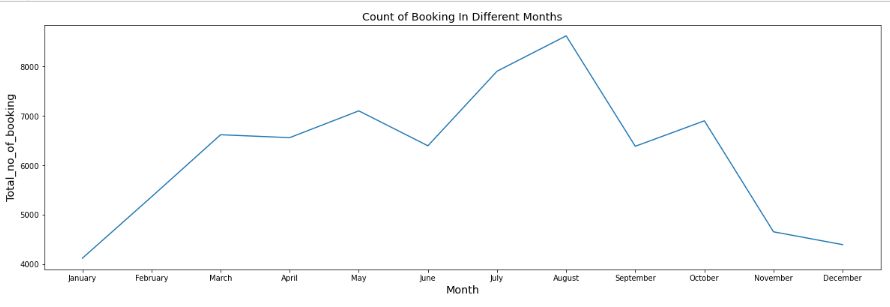 Count of Booking In Different Months
Total_no_of_booking
8000
7000
6000
5000
4000
January February March April May June July August September October November December
Month